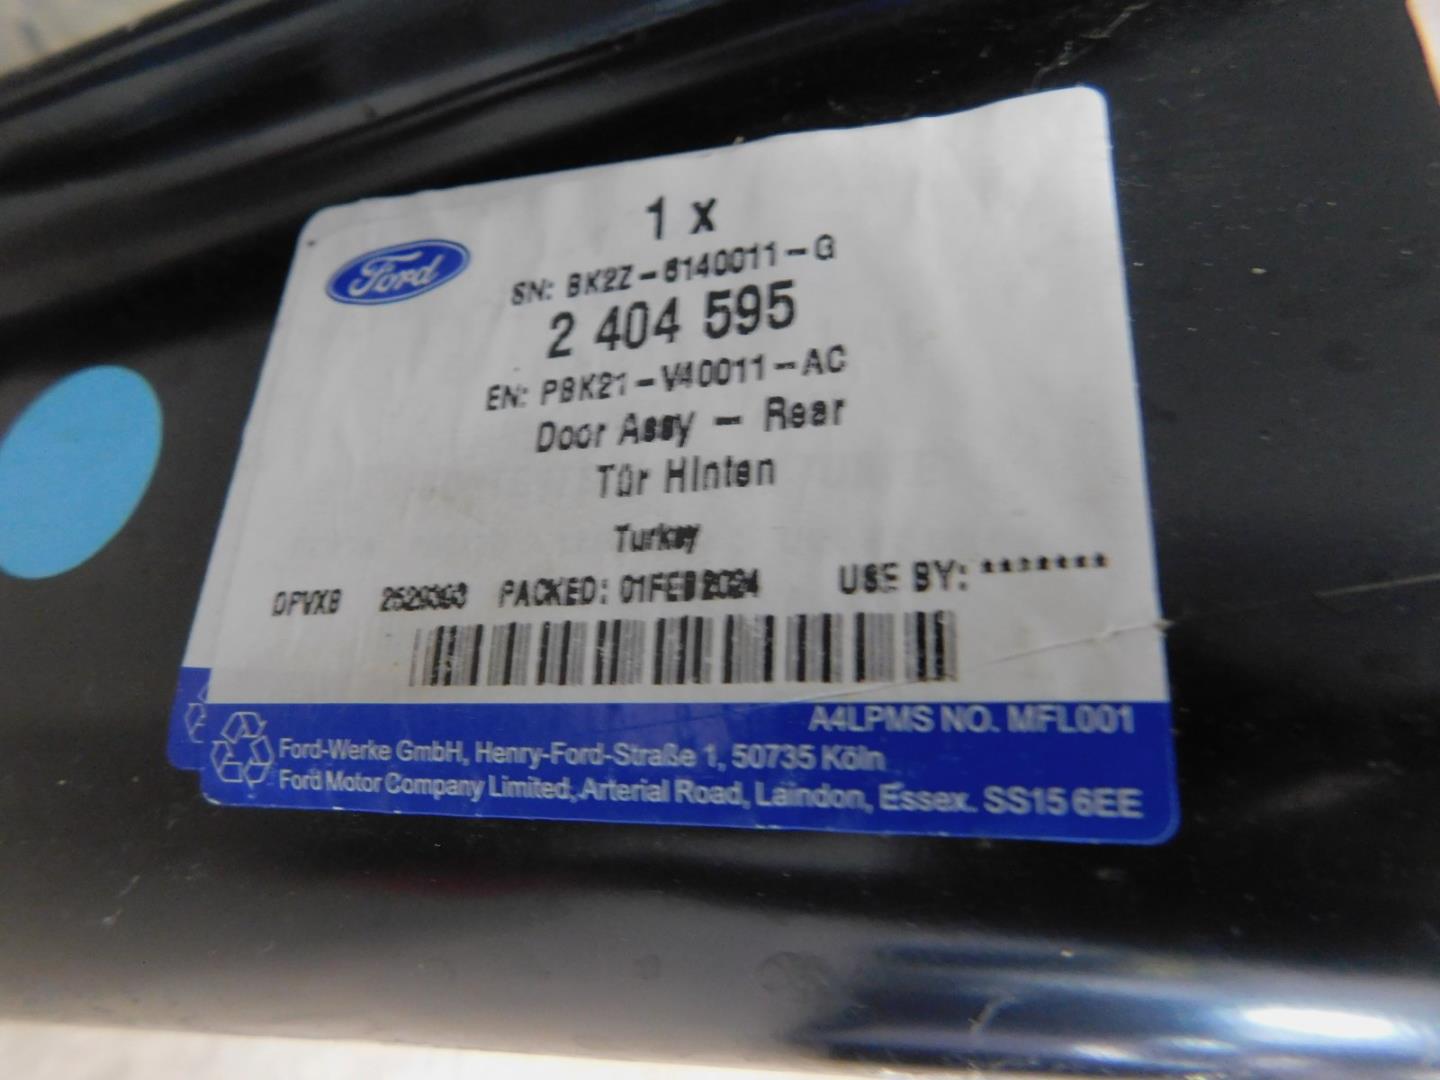 1 x
Ford
SN: BK2Z-6140011-G
2 404 595
EN: PBK21-V40011-AC
Door Assy - Rear
Tür Hinten
Turkey
2529393 PACKED: 01FEB2024 USE BY: *******
A4LPMS NO. MFL001
Ford-Werke GmbH, Henry-Ford-Straße 1, 50735 Köln
Ford Motor Company Limited, Arterial Road, Laindon, Essex. SS15 6EE